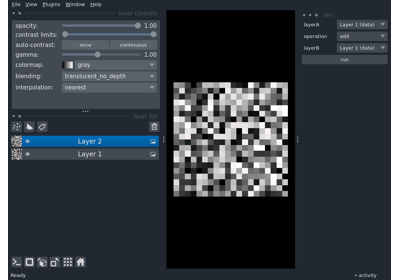 File View Plugins Window Help
layer controls
opacity: 1.00
contrast limits:
auto-contrast: once continuous
gamma: 1.00
colormap: gray
blending: translucent_no_depth
interpolation: nearest
layer list
Layer 2
Layer 1
layerA Layer 1 (data)
operation add
layerB Layer 1 (data)
run
Ready
activity